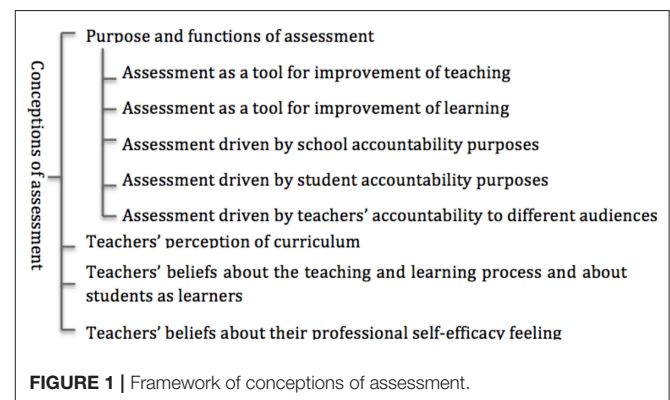 Conceptions of assessment
Purpose and functions of assessment
Assessment as a tool for improvement of teaching
Assessment as a tool for improvement of learning
Assessment driven by school accountability purposes
Assessment driven by student accountability purposes
Assessment driven by teachers' accountability to different audiences
Teachers' perception of curriculum
Teachers' beliefs about the teaching and learning process and about
students as learners
Teachers' beliefs about their professional self-efficacy feeling
FIGURE 1 | Framework of conceptions of assessment.